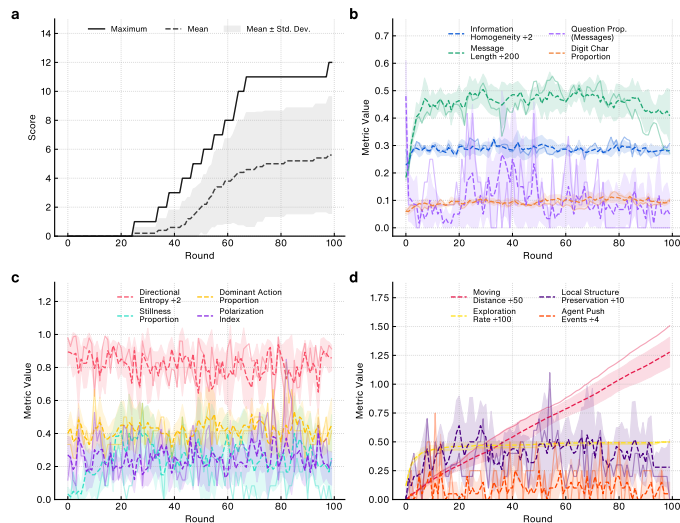 a
Maximum
Mean
Mean ± Std. Dev.
14
12
10
8
6
4
2
0
Score
0 20 40 60 80 100
Round
b
Information
Homogeneity ÷2
Message
Length ÷200
Question Prop.
(Messages)
Digit Char
Proportion
0.7
0.6
0.5
0.4
0.3
0.2
0.1
0.0
Metric Value
0 20 40 60 80 100
Round
c
Directional
Entropy ÷2
Stillness
Proportion
Dominant Action
Proportion
Polarization
Index
1.2
1.0
0.8
0.6
0.4
0.2
0.0
Metric Value
0 20 40 60 80 100
Round
d
Moving
Distance ÷50
Exploration
Rate ÷100
Local Structure
Preservation ÷10
Agent Push
Events ÷4
1.75
1.50
1.25
1.00
0.75
0.50
0.25
0.00
Metric Value
0 20 40 60 80 100
Round